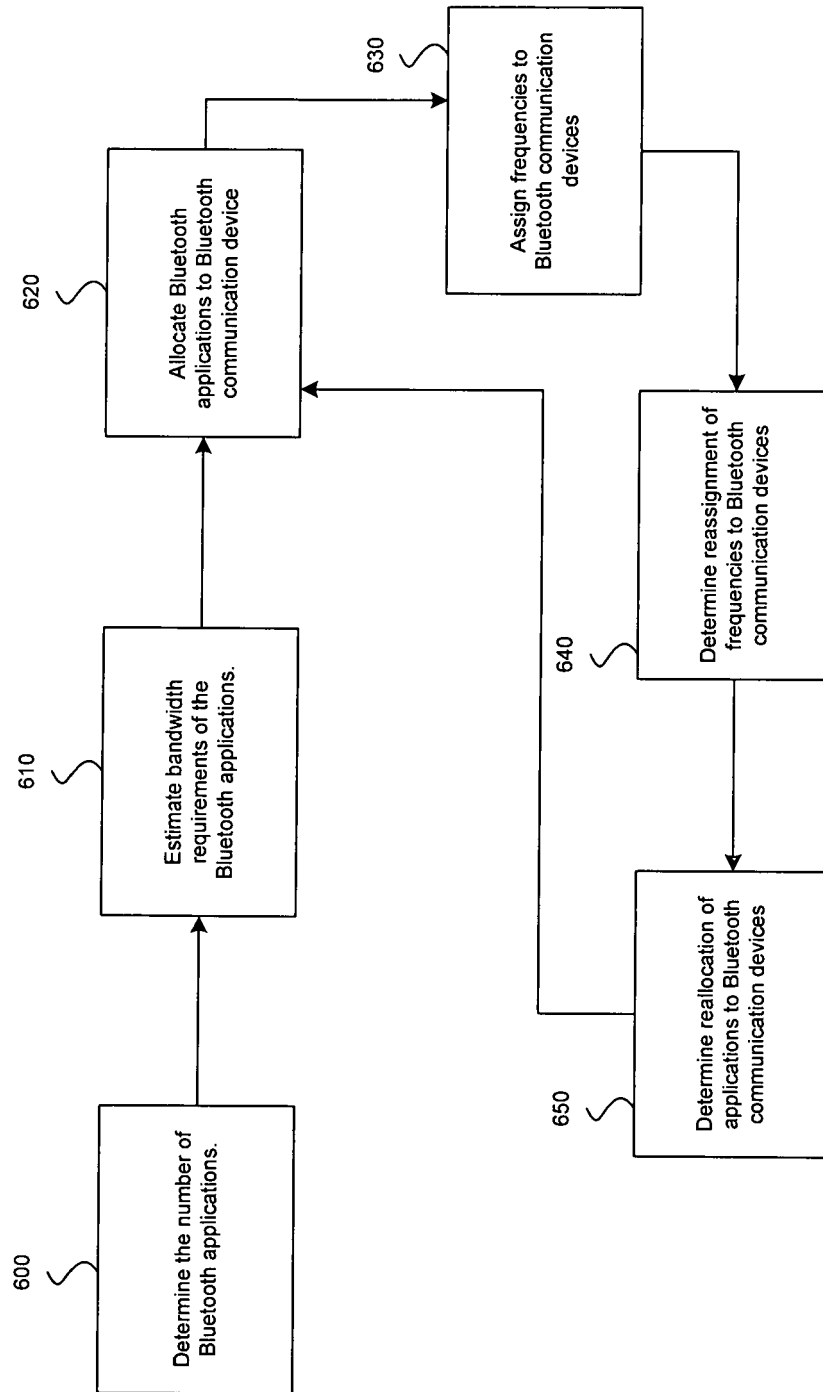 600
Determine the number of
Bluetooth applications.
610
Estimate bandwidth
requirements of the
Bluetooth applications.
620
Allocate Bluetooth
applications to Bluetooth
communication device
630
Assign frequencies to
Bluetooth communication
devices
640
Determine reassignment of
frequencies to Bluetooth
communication devices
650
Determine reallocation of
applications to Bluetooth
communication devices